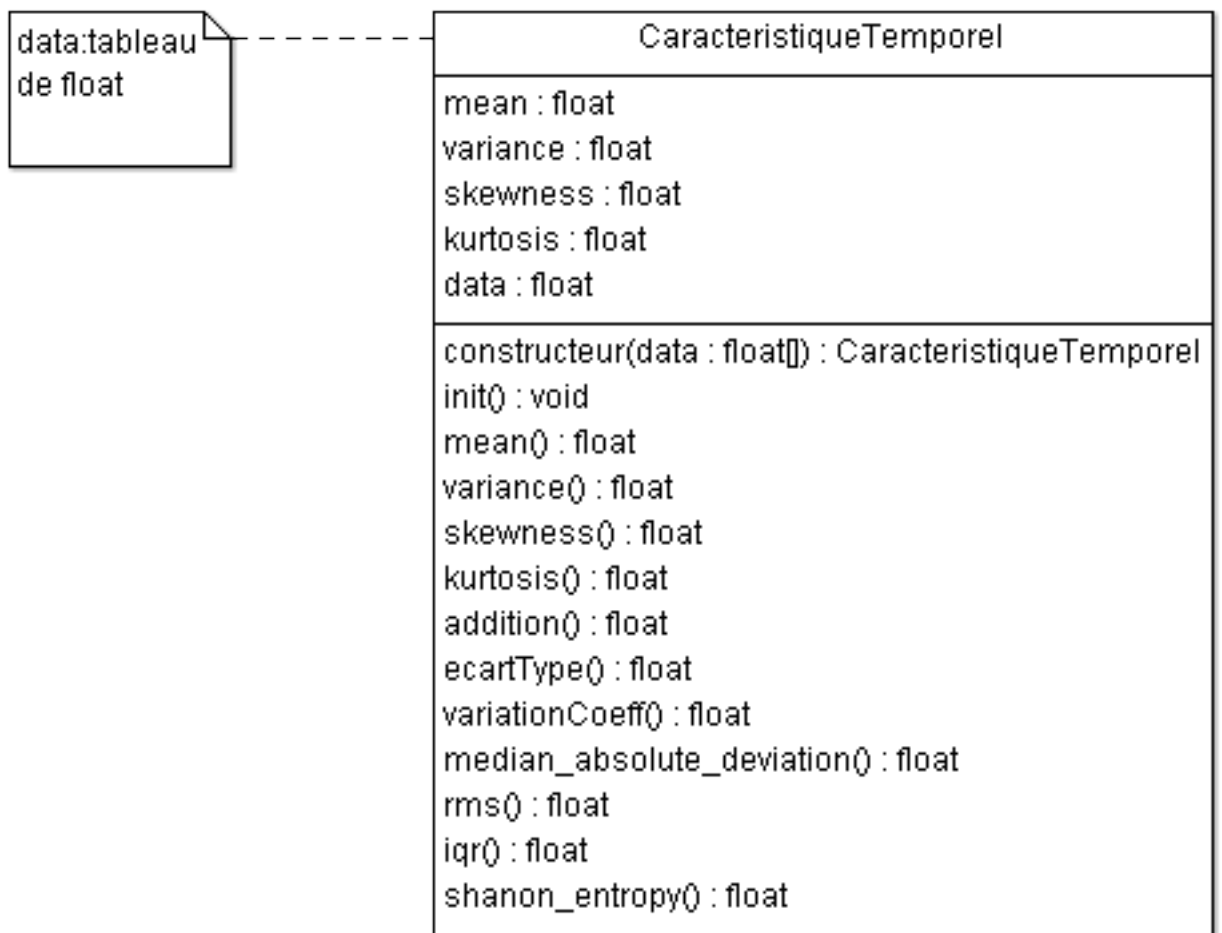 data:tableau
de float
CaracteristiqueTemporel
mean : float
variance : float
skewness : float
kurtosis : float
data : float
constructeur(data : float[]) : CaracteristiqueTemporel
init() : void
mean() : float
variance() : float
skewness() : float
kurtosis() : float
addition() : float
ecartType() : float
variationCoeff() : float
median_absolute_deviation() : float
rms() : float
iqr() : float
shanon_entropy() : float